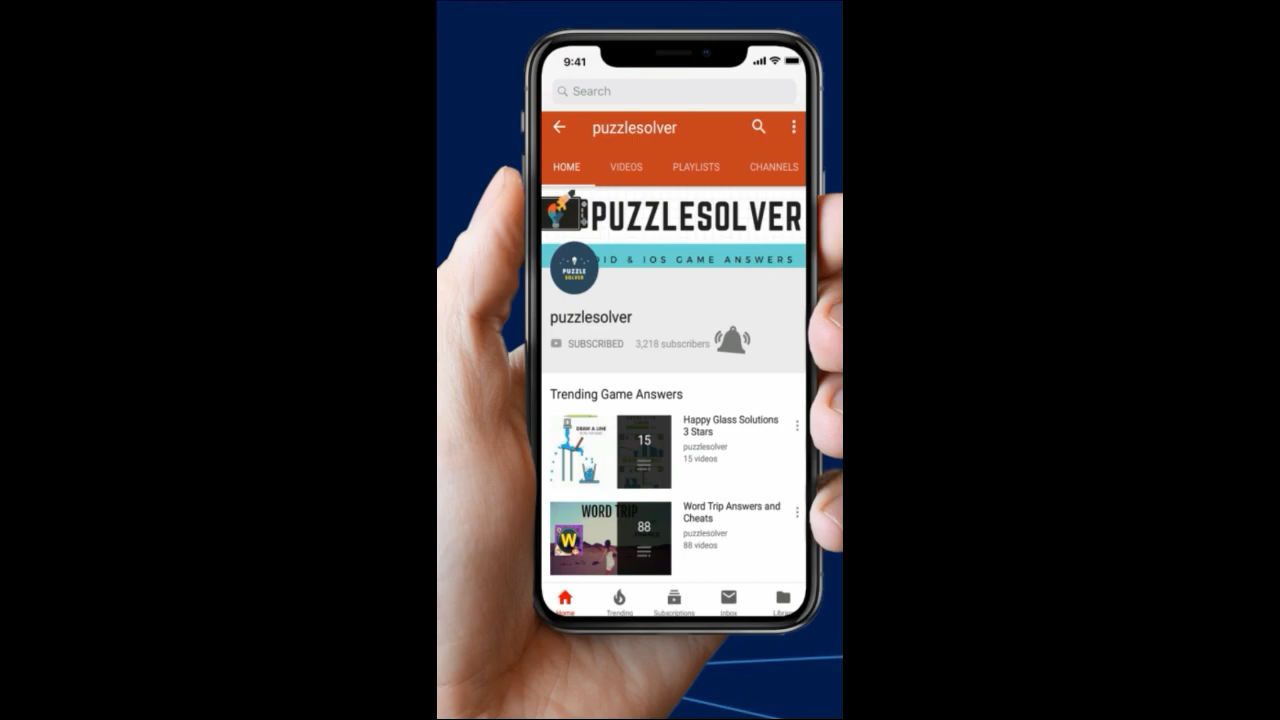 9:41
Search
puzzlesolver
HOME VIDEOS PLAYLISTS CHANNELS
PUZZLESOLVER
OID & IOS GAME ANSWERS
PUZZLE
SOLVER
puzzlesolver
SUBSCRIBED 3,218 subscribers
Trending Game Answers
DRAW A LINE
15
Happy Glass Solutions
3 Stars
puzzlesolver
15 videos
WORD TRIP
W
88
Word Trip Answers and
Cheats
puzzlesolver
88 videos
Home Trending Subscriptions Inbox